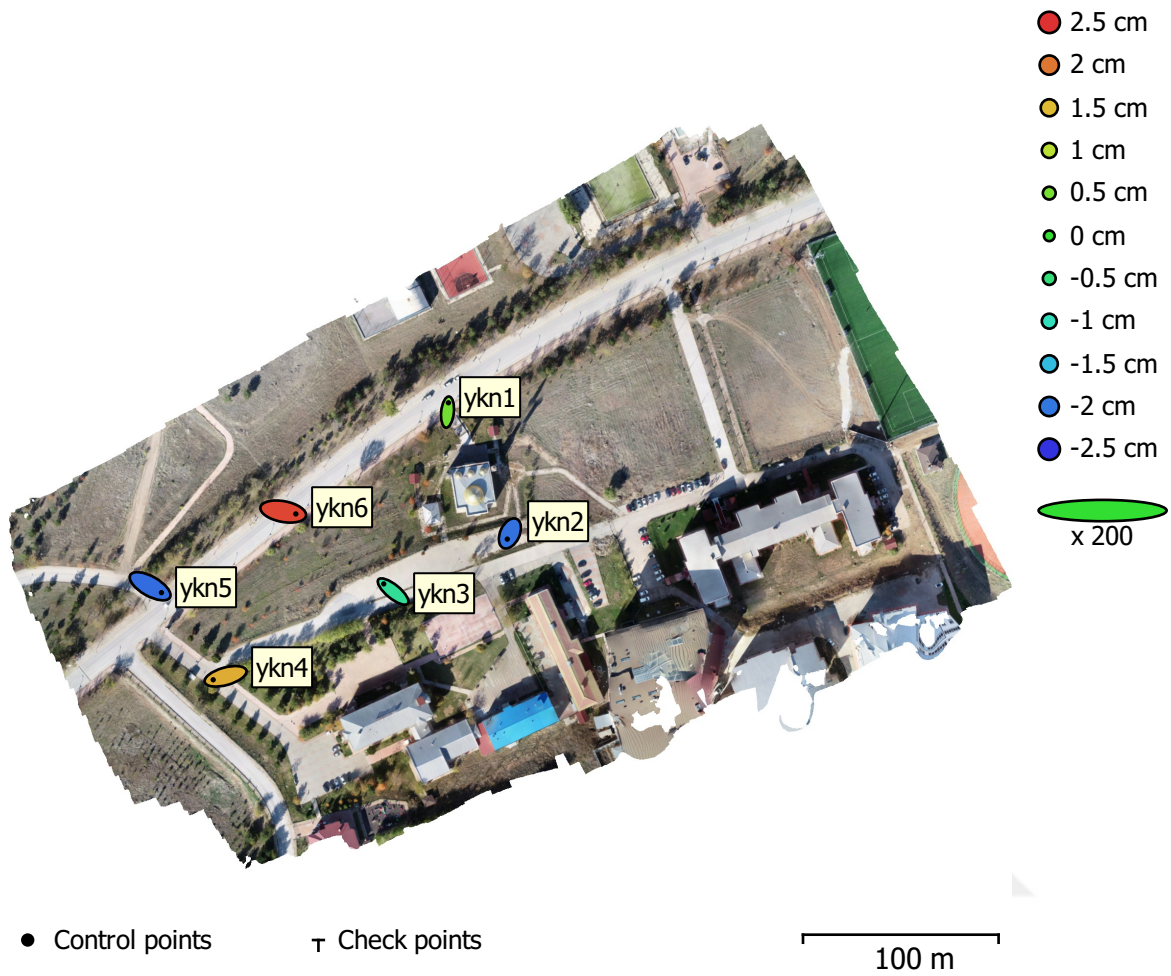 2.5 cm
2 cm
1.5 cm
1 cm
0.5 cm
0 cm
-0.5 cm
-1 cm
-1.5 cm
-2 cm
-2.5 cm
x 200
ykn1
ykn6
ykn2
ykn5
ykn3
ykn4
Control points
Check points
100 m